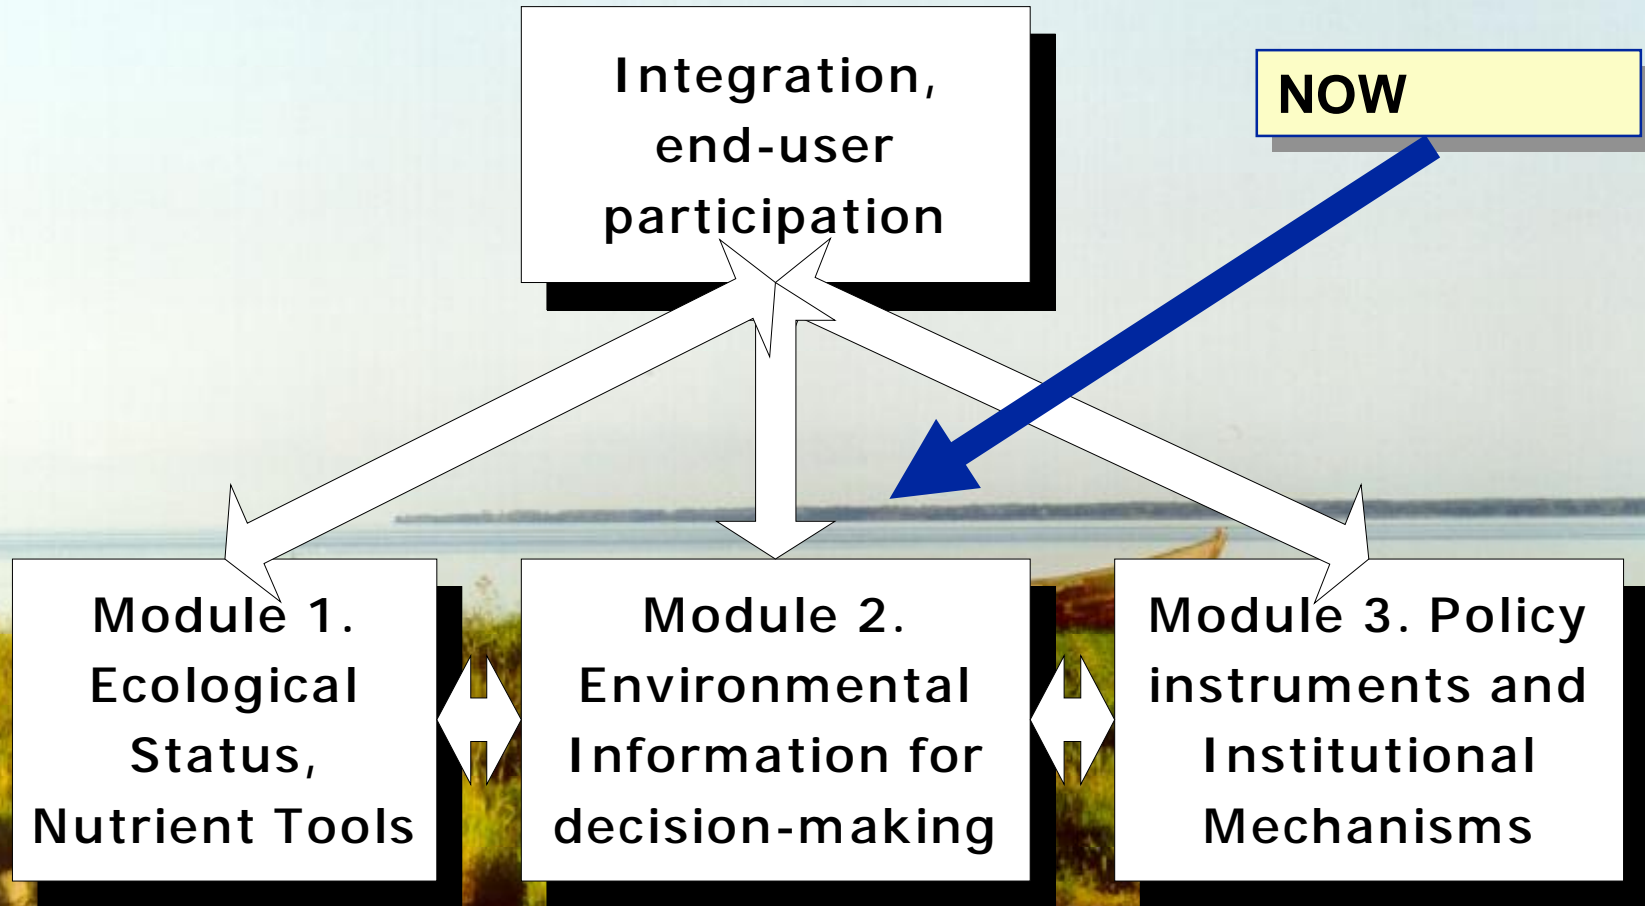 Integration,
end-user
participation
NOW
Module 1.
Ecological
Status,
Nutrient Tools
Module 2.
Environmental
Information for
decision-making
Module 3. Policy
instruments and
Institutional
Mechanisms